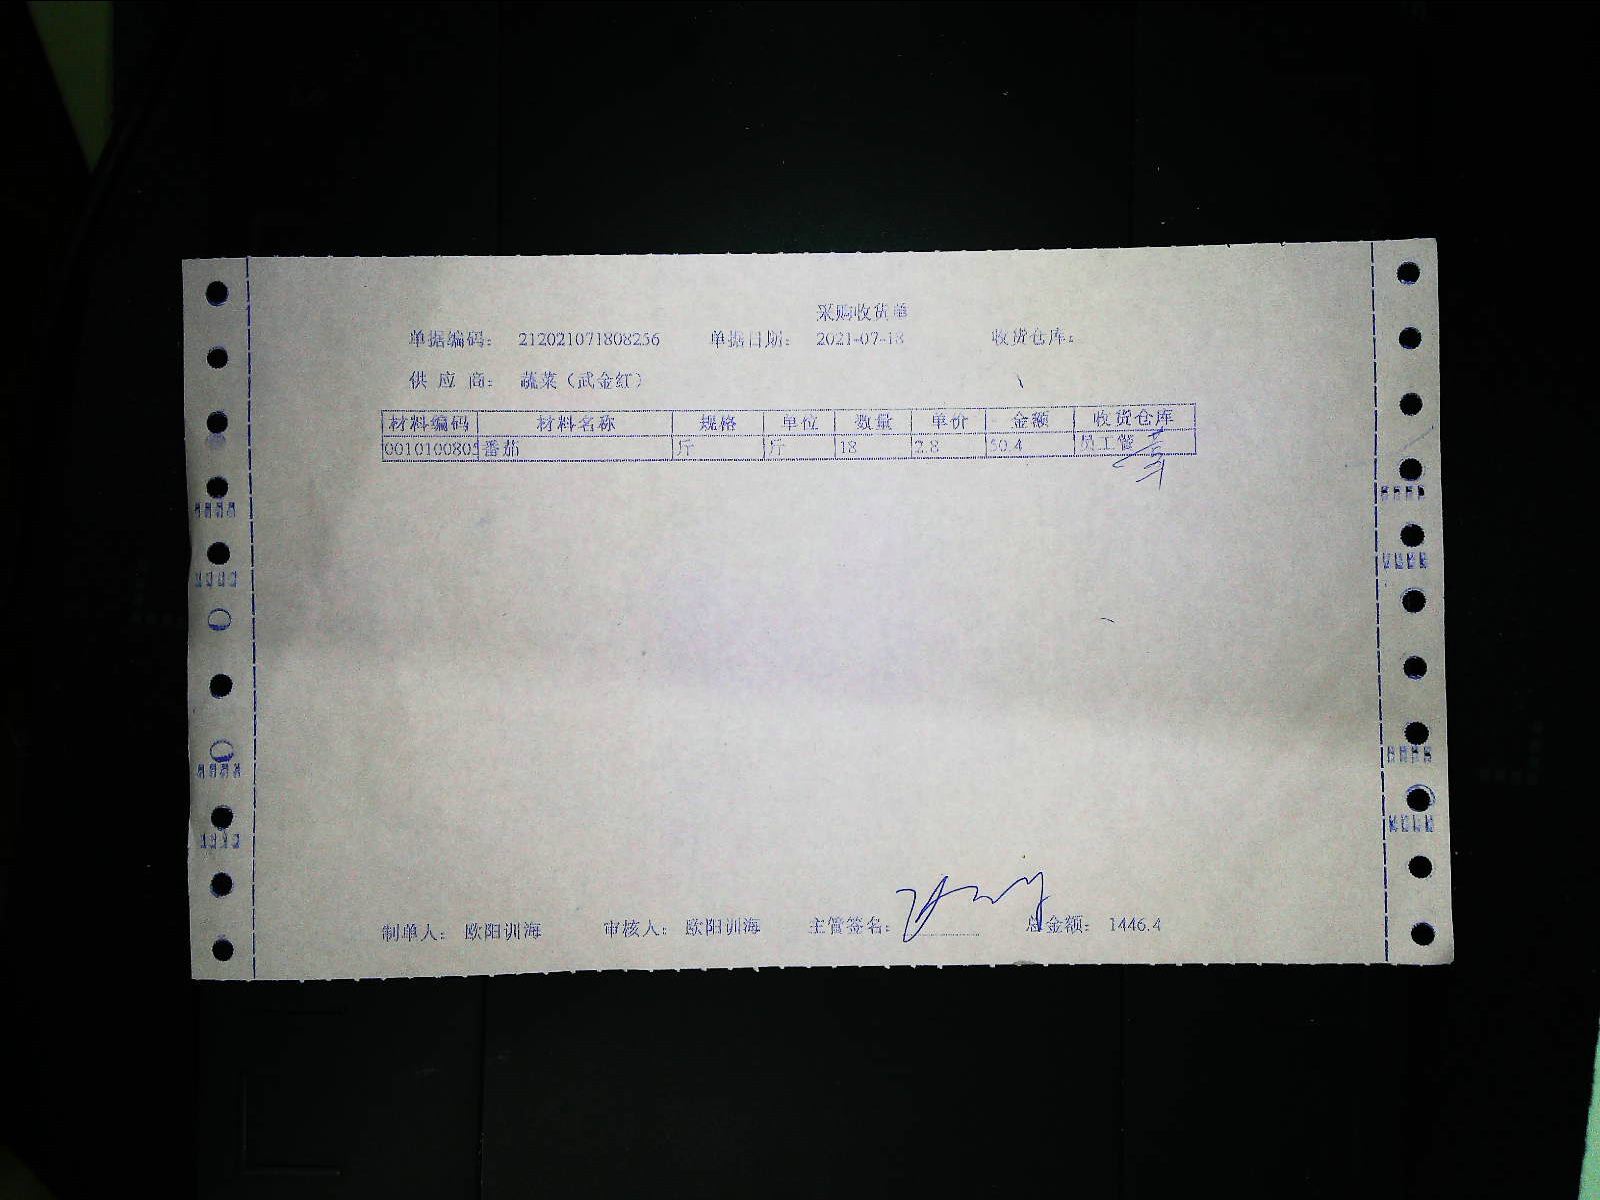 采购收货单
单据编码: 212021071808256 单据日期: 2021-07-18 收货仓库:
供应商: 蔬菜(武金红)
材料编码 材料名称 规格 单位 数量 单价 金额 收货仓库
0010100805 番茄 斤 斤 18 2.8 50.4 员工餐
制单人: 欧阳训海 审核人: 欧阳训海 主管签名: 总金额: 1446.4